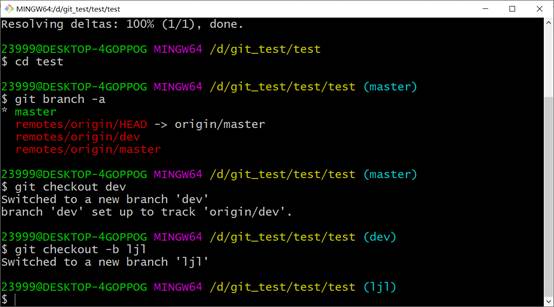 MINGW64:/d/git_test/test/test
Resolving deltas: 100% (1/1), done.
23999@DESKTOP-4GOPPOG MINGW64 /d/git_test/test
$ cd test
23999@DESKTOP-4GOPPOG MINGW64 /d/git_test/test/test (master)
$ git branch -a
* master
remotes/origin/HEAD -> origin/master
remotes/origin/dev
remotes/origin/master
23999@DESKTOP-4GOPPOG MINGW64 /d/git_test/test/test (master)
$ git checkout dev
Switched to a new branch 'dev'
branch 'dev' set up to track 'origin/dev'.
23999@DESKTOP-4GOPPOG MINGW64 /d/git_test/test/test (dev)
$ git checkout -b ljl
Switched to a new branch 'ljl'
23999@DESKTOP-4GOPPOG MINGW64 /d/git_test/test/test (ljl)
$